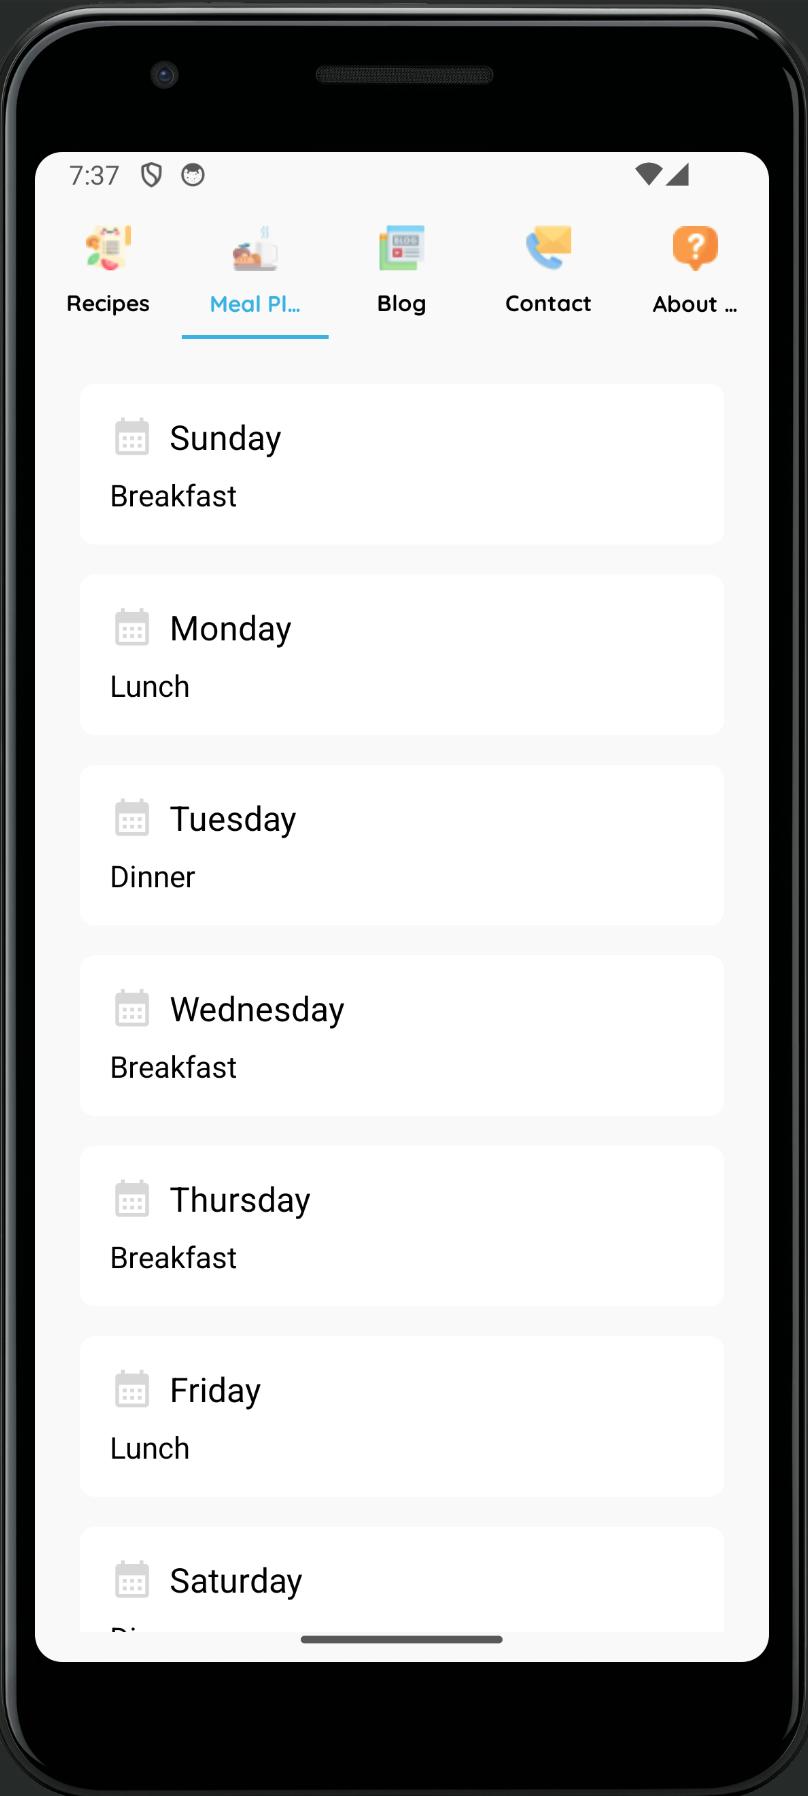 7:37
Recipes
Meal Pl...
Blog
Contact
About ...
Sunday
Breakfast
Monday
Lunch
Tuesday
Dinner
Wednesday
Breakfast
Thursday
Breakfast
Friday
Lunch
Saturday